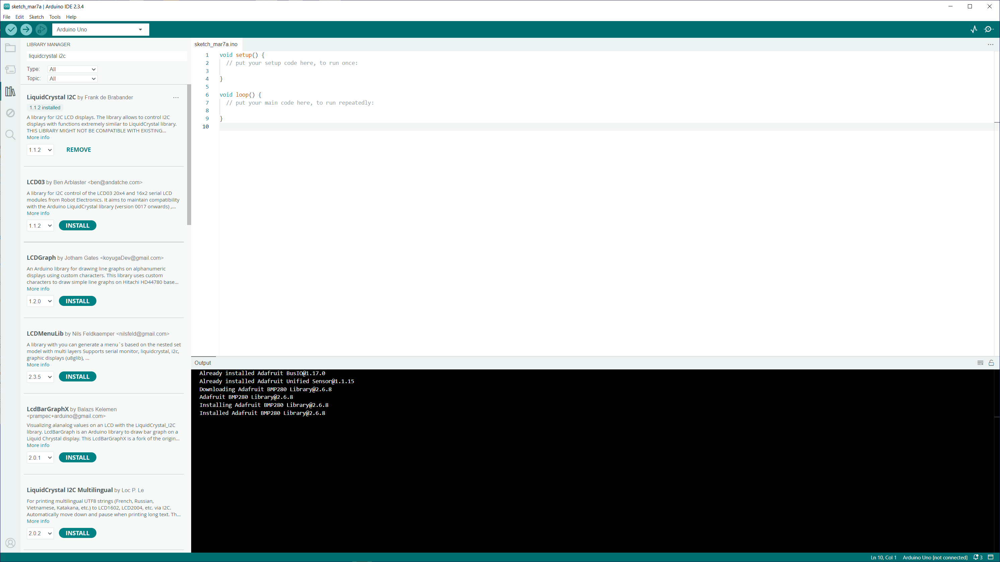 sketch_mar7a | Arduino IDE 2.3.4
File Edit Sketch Tools Help
Arduino Uno
LIBRARY MANAGER
liquidcrystal i2c
Type: All
Topic: All
LiquidCrystal I2C by Frank de Brabander
1.1.2 installed
A library for I2C LCD displays. The library allows to control I2C
displays with functions extremely similar to LiquidCrystal library.
THIS LIBRARY MIGHT NOT BE COMPATIBLE WITH EXISTING...
More info
1.1.2 REMOVE
LCD03 by Ben Arblaster <ben@andatche.com>
A library for I2C control of the LCD03 20x4 and 16x2 serial LCD
modules from Robot Electronics. It aims to maintain compatibility
with the Arduino LiquidCrystal library (version 0017 onwards) ,...
More info
1.1.2 INSTALL
LCDGraph by Jotham Gates <koyugaDev@gmail.com>
An Arduino library for drawing line graphs on alphanumeric
displays using custom characters. This library uses custom
characters to draw simple line graphs on Hitachi HD44780 base...
More info
1.2.0 INSTALL
LCDMenuLib by Nils Feldkaemper <nilsfeld@gmail.com>
A library with you can generate a menu`s based on the nested set
model with multi layers Supports serial monitor, liquidcrystal, i2c,
graphic displays (u8glib), ...
More info
2.3.5 INSTALL
LcdBarGraphX by Balazs Kelemen
<prampec+arduino@gmail.com>
Visualizing alanalog values on an LCD with the LiquidCrystal_I2C
library. LcdBarGraph is an Arduino library to draw bar graph on a
Liquid Chrystal display. This LcdBarGraphX is a fork of the origin...
More info
2.0.1 INSTALL
LiquidCrystal I2C Multilingual by Loc P. Le
For printing multilingual UTF8 strings (French, Russian,
Vietnamese, Katakana, etc.) to LCD1602, LCD2004, etc. via I2C.
Automatically move down and pause when printing long text. Th...
More info
2.0.2 INSTALL
sketch_mar7a.ino
1 void setup() {
2 // put your setup code here, to run once:
3
4 }
5
6 void loop() {
7 // put your main code here, to run repeatedly:
8
9 }
10
Output
Already installed Adafruit BusIO@1.17.0
Already installed Adafruit Unified Sensor@1.1.15
Downloading Adafruit BMP280 Library@2.6.8
Adafruit BMP280 Library@2.6.8
Installing Adafruit BMP280 Library@2.6.8
Installed Adafruit BMP280 Library@2.6.8
Ln 10, Col 1 Arduino Uno [not connected] 3